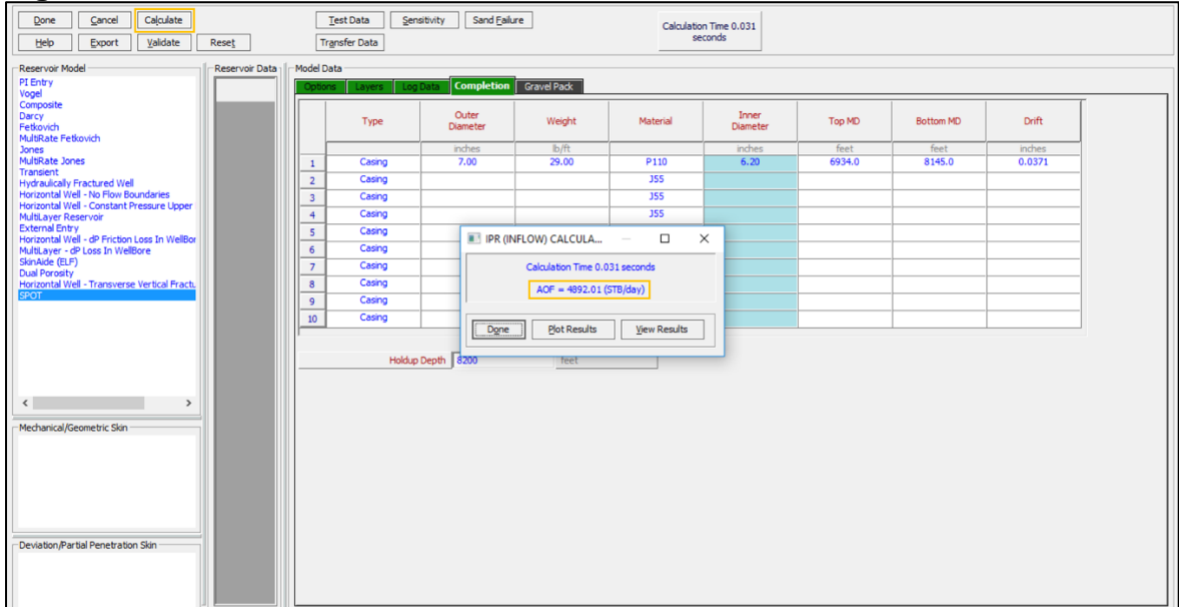 Done Cancel Calculate Test Data Sensitivity Sand Failure
Calculation Time 0.031
seconds
Help Export Validate Reset Transfer Data
Reservoir Model
PI Entry
Vogel
Composite
Darcy
Fetkovich
MultiRate Fetkovich
Jones
MultiRate Jones
Transient
Hydraulically Fractured Well
Horizontal Well - No Flow Boundaries
Horizontal Well - Constant Pressure Upper
MultiLayer Reservoir
External Entry
Horizontal Well - dP Friction Loss In WellBor
MultiLayer - dP Loss In WellBore
SkinAide (ELF)
Dual Porosity
Horizontal Well - Transverse Vertical Fractu
SPOT
Mechanical/Geometric Skin
Deviation/Partial Penetration Skin
Reservoir Data
Model Data
Options Layers Log Data Completion Gravel Pack
Type Outer Diameter Weight Material Inner Diameter Top MD Bottom MD Drift
inches lb/ft inches feet feet inches
1 Casing 7.00 29.00 P110 6.20 6934.0 8145.0 0.0371
2 Casing J55
3 Casing J55
4 Casing J55
5 Casing
6 Casing
7 Casing
8 Casing
9 Casing
10 Casing
IPR (INFLOW) CALCULA...
Calculation Time 0.031 seconds
AOF = 4892.01 (STB/day)
Done Plot Results View Results
Holdup Depth 8200 feet